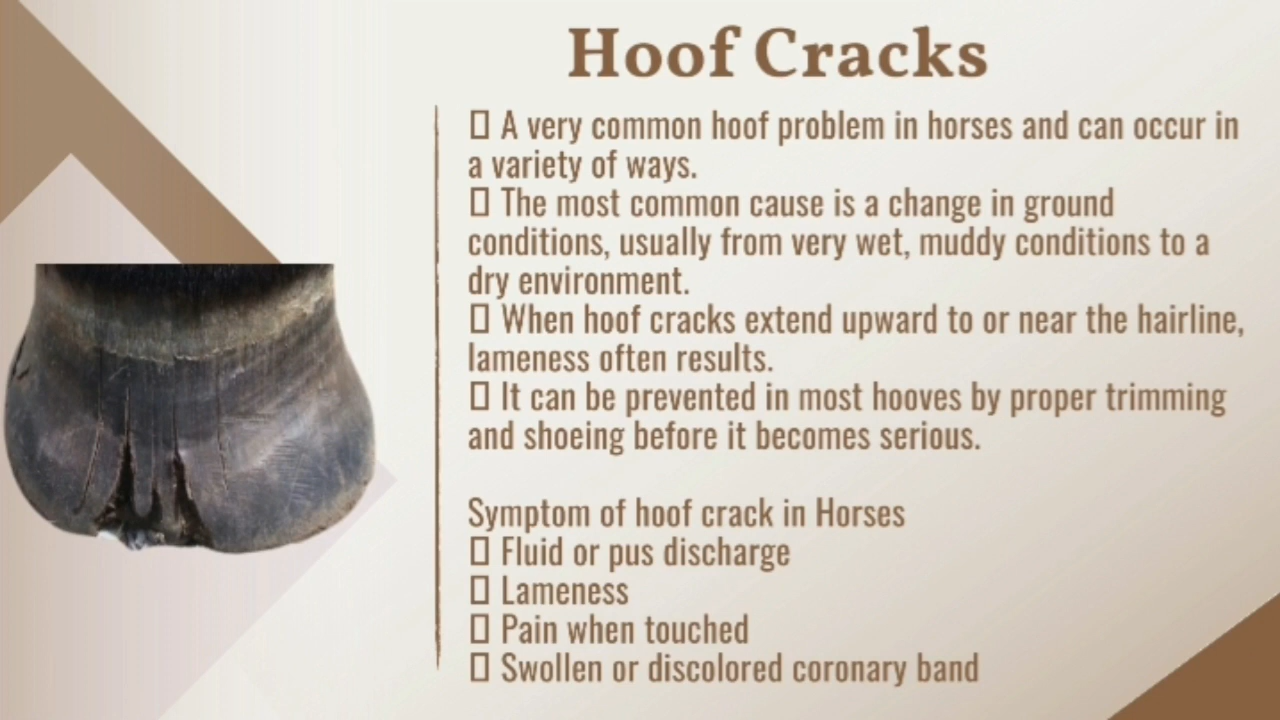 Hoof Cracks
▯ A very common hoof problem in horses and can occur in
a variety of ways.
▯ The most common cause is a change in ground
conditions, usually from very wet, muddy conditions to a
dry environment.
▯ When hoof cracks extend upward to or near the hairline,
lameness often results.
▯ It can be prevented in most hooves by proper trimming
and shoeing before it becomes serious.
Symptom of hoof crack in Horses
▯ Fluid or pus discharge
▯ Lameness
▯ Pain when touched
▯ Swollen or discolored coronary band